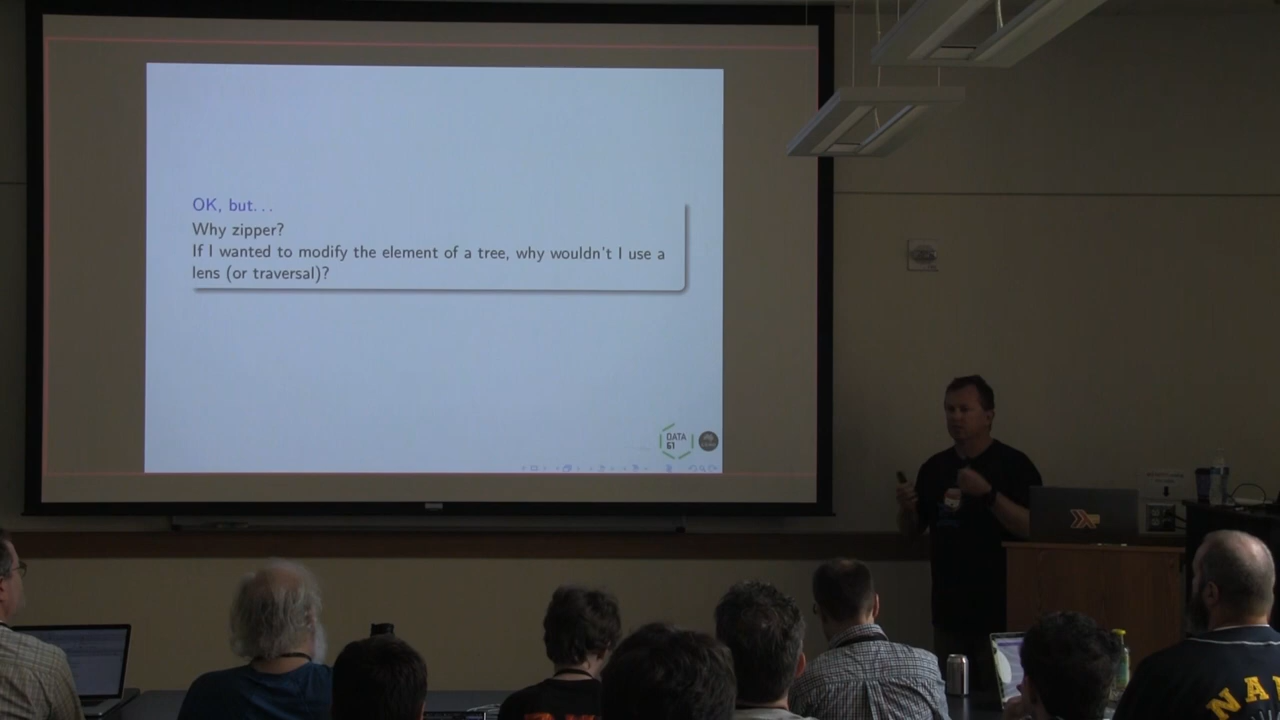 OK, but...
Why zipper?
If I wanted to modify the element of a tree, why wouldn't I use a
lens (or traversal)?
DATA
61